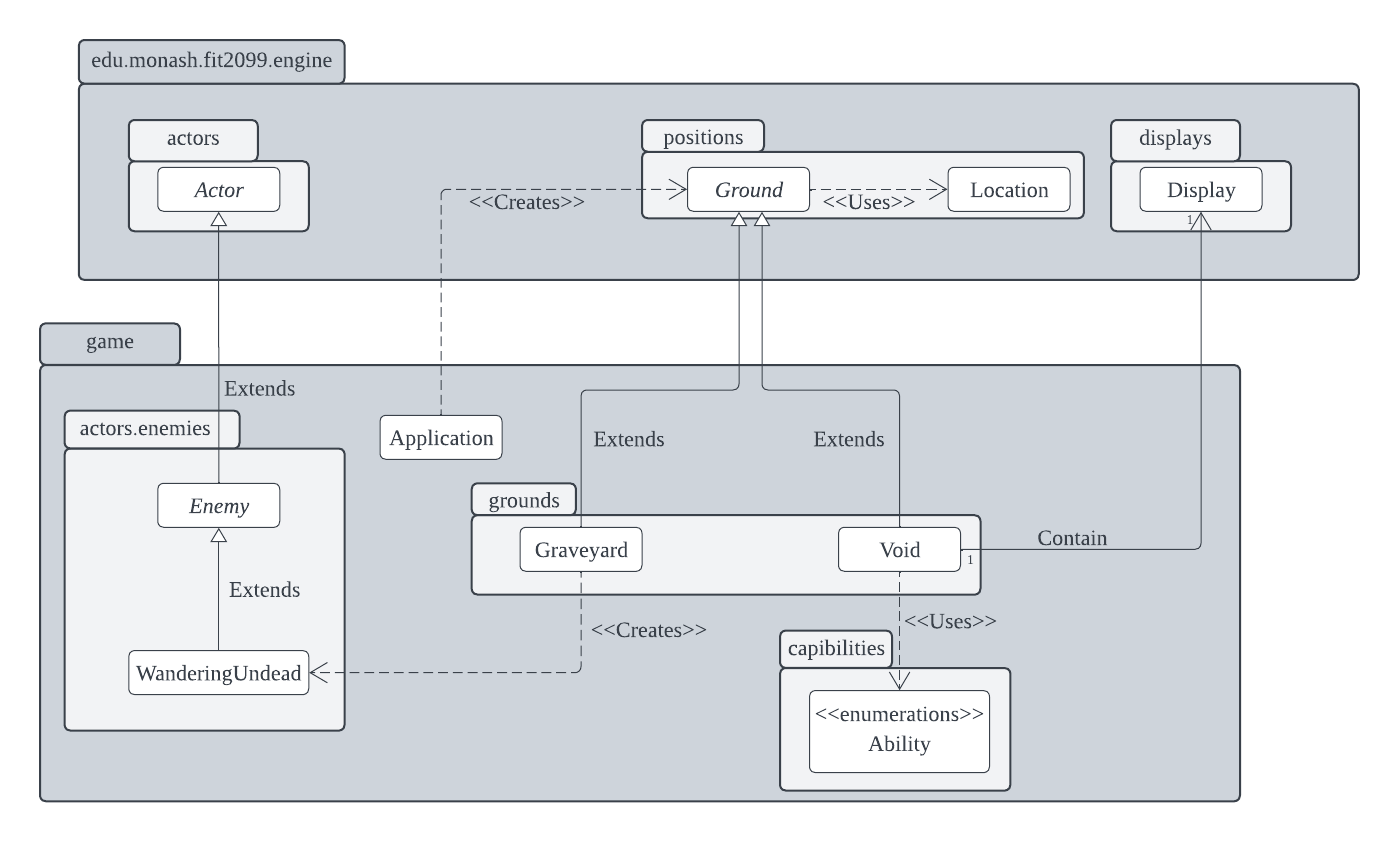 edu.monash.fit2099.engine
actors
positions
displays
Actor
Ground
Location
Display
<<Creates>>
<<Uses>>
1
game
Extends
actors.enemies
Application
Extends
Extends
Enemy
grounds
Graveyard
Void
Contain
1
Extends
<<Creates>>
<<Uses>>
capibilities
WanderingUndead
<<enumerations>>
Ability